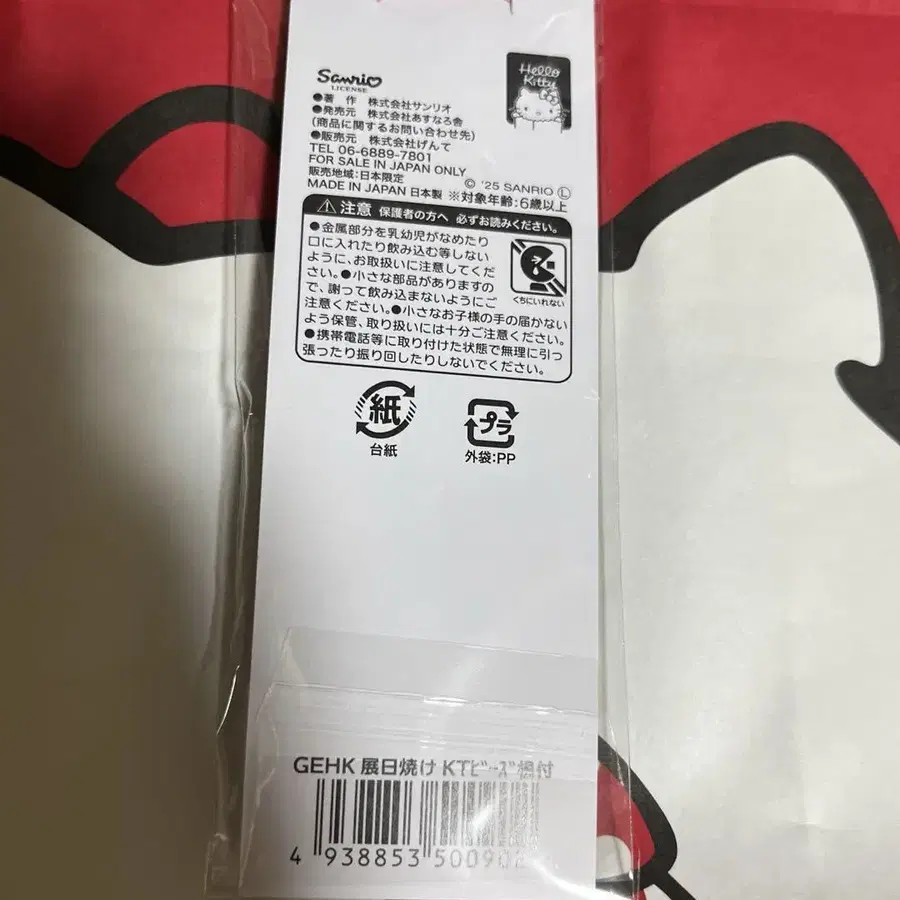 Sanrio
LICENSE
Hello
Kitty
●著 作 株式会社サンリオ
●発売元 株式会社あすなろ舎
(商品に関するお問い合わせ先)
●販売元 株式会社げんて
TEL 06-6889-7801
FOR SALE IN JAPAN ONLY
販売地域:日本限定 © '25 SANRIO Ⓛ
MADE IN JAPAN 日本製 ※対象年齢:6歳以上
注意 保護者の方へ 必ずお読みください。
●金属部分を乳幼児がなめたり
口に入れたり飲み込む等しない
ように、お取扱いに注意してくだ
さい。●小さな部品がありますの
で、謝って飲み込まないようにご
注意ください。●小さなお子様の手の届かない
よう保管、取り扱いには十分ご注意ください。
●携帯電話等に取り付けた状態で無理に引っ
張ったり振り回したりしないでください。
くちにいれない
紙
台紙
プラ
外袋:PP
GEHK 展日焼け KTビーズ根付
4 938853 50090